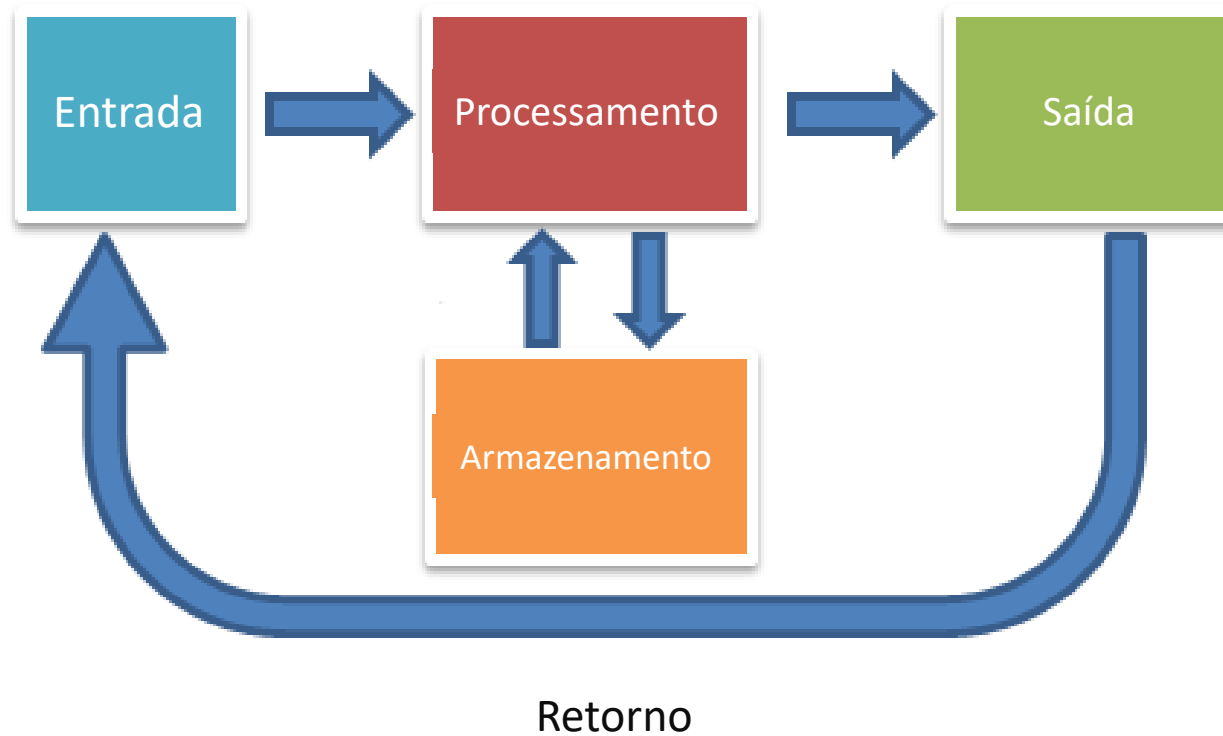 Entrada
Processamento
Saída
Armazenamento
Retorno